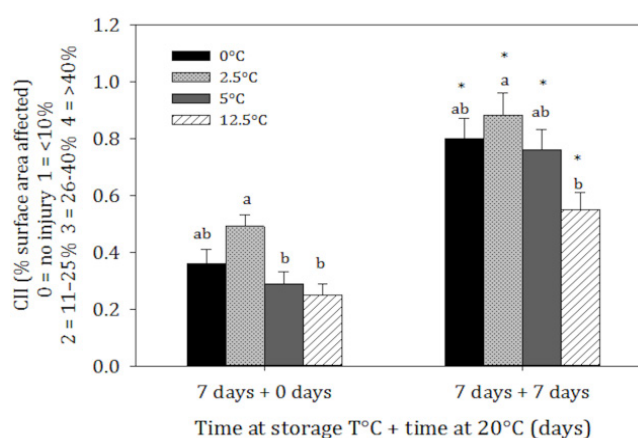 CII (% surface area affected)
0 = no injury 1 = <10%
2 = 11–25% 3 = 26-40% 4 = >40%
1.2
1.0
0.8
0.6
0.4
0.2
0.0
0°C
2.5°C
5°C
12.5°C
ab
a
b
b
*
ab
*
a
*
ab
*
b
7 days + 0 days
7 days + 7 days
Time at storage T°C + time at 20°C (days)